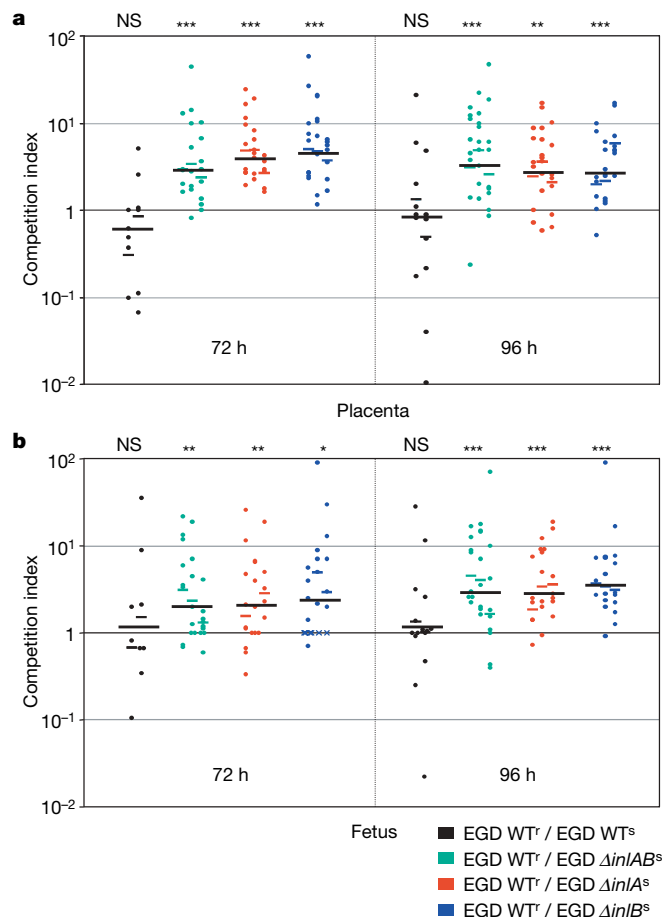 a
NS *** *** *** NS *** ** ***
10²
10
1
10⁻¹
10⁻²
Competition index
72 h 96 h
Placenta
b
NS ** ** * NS *** *** ***
10²
10
1
10⁻¹
10⁻²
Competition index
72 h 96 h
Fetus
EGD WTʳ / EGD WTˢ
EGD WTʳ / EGD ΔinlABˢ
EGD WTʳ / EGD ΔinlAˢ
EGD WTʳ / EGD ΔinlBˢ